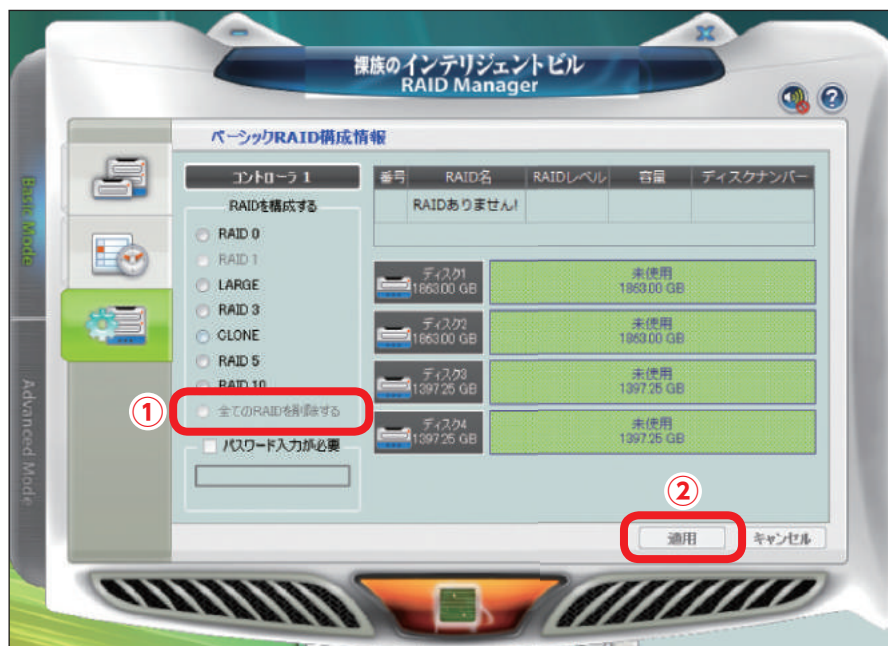 裸族のインテリジェントビル
RAID Manager
?
ベーシックRAID構成情報
Basic Mode
Advanced Mode
コントローラ 1
RAIDを構成する
RAID 0
RAID 1
LARGE
RAID 3
CLONE
RAID 5
RAID 10
①
全てのRAIDを削除する
パスワード入力が必要
番号 RAID名 RAIDレベル 容量 ディスクナンバー
RAIDありません!
ディスク1
1863.00 GB
未使用
1863.00 GB
ディスク2
1863.00 GB
未使用
1863.00 GB
ディスク3
1397.25 GB
未使用
1397.25 GB
ディスク4
1397.25 GB
未使用
1397.25 GB
②
適用 キャンセル